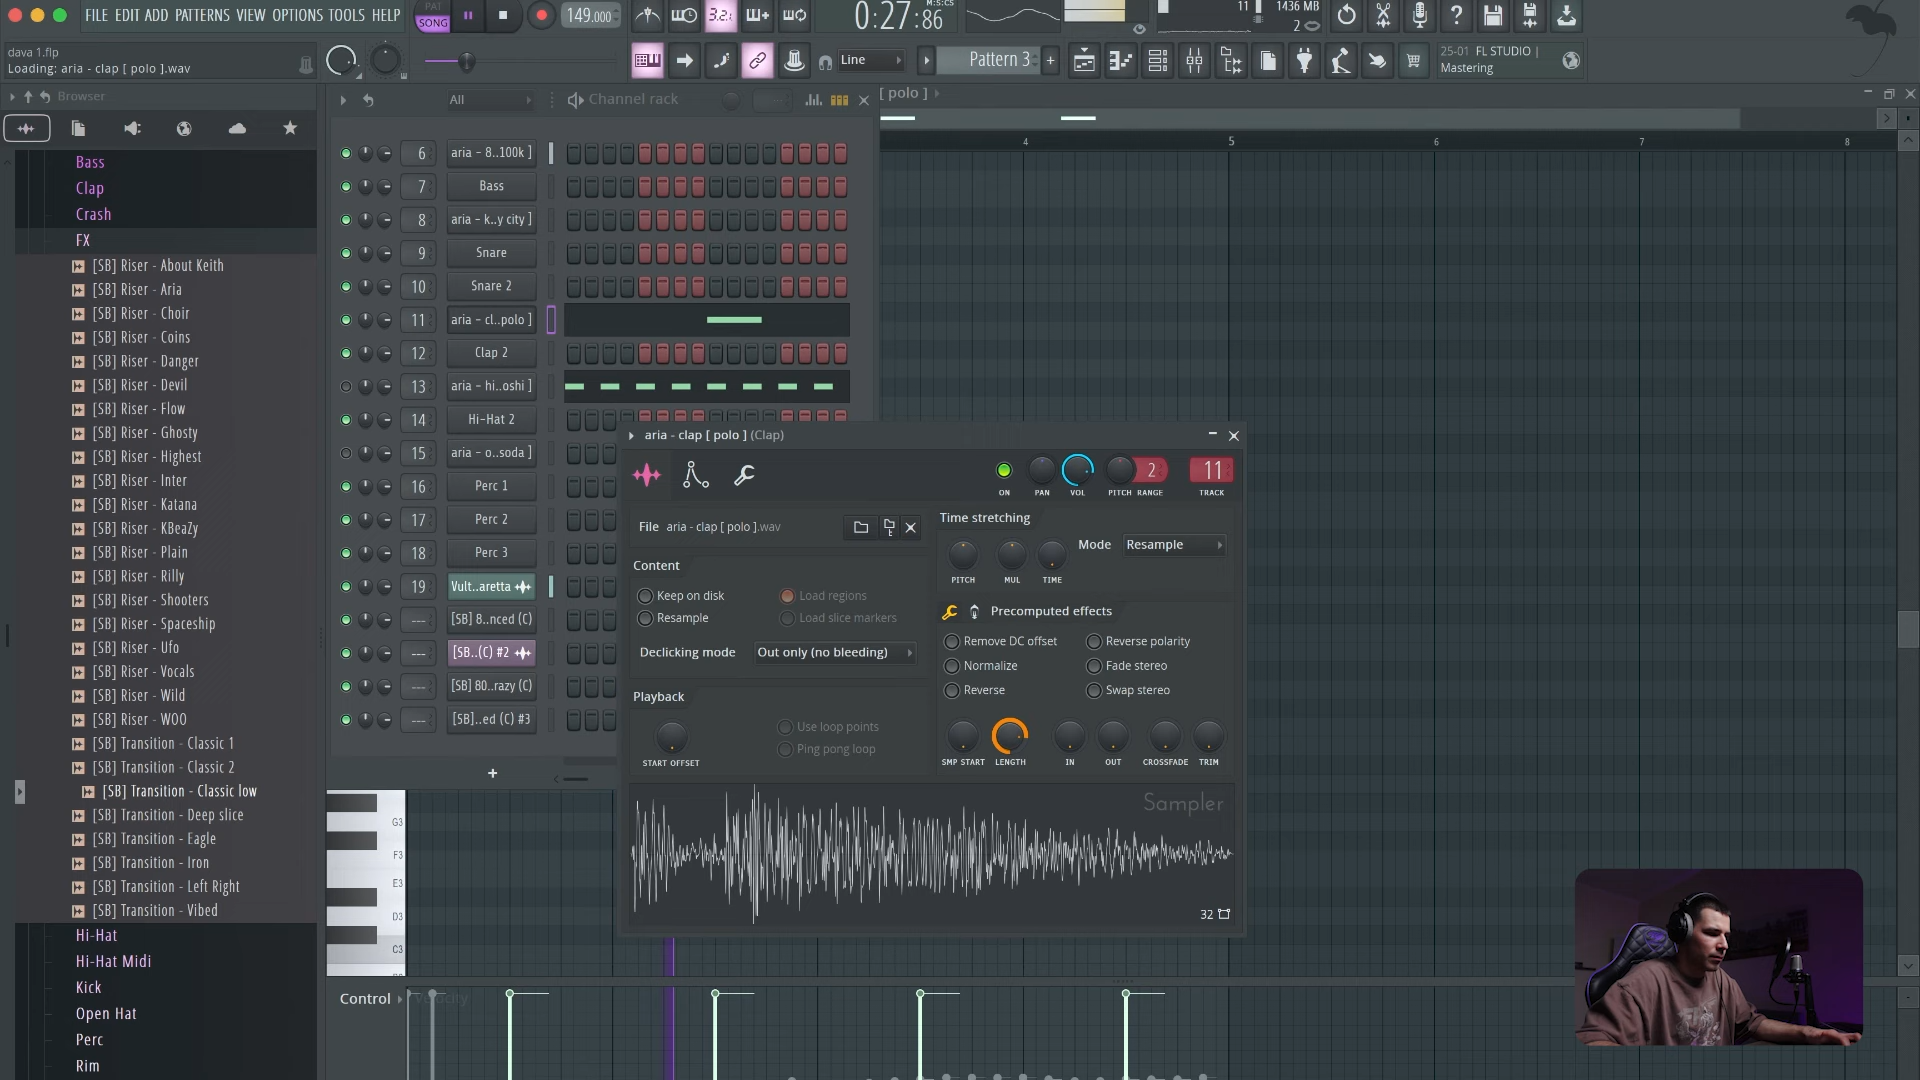 FILE EDIT ADD PATTERNS VIEW OPTIONS TOOLS HELP
PAT
SONG
149.000
3.2.
0:27:86
M:S:CS
11
1436 MB
2
dava 1.flp
Loading: aria - clap [ polo ].wav
Line
Pattern 3
25-01 FL STUDIO |
Mastering
Browser
All
Channel rack
[ polo ]
4
5
6
7
8
Bass
Clap
Crash
FX
[SB] Riser - About Keith
[SB] Riser - Aria
[SB] Riser - Choir
[SB] Riser - Coins
[SB] Riser - Danger
[SB] Riser - Devil
[SB] Riser - Flow
[SB] Riser - Ghosty
[SB] Riser - Highest
[SB] Riser - Inter
[SB] Riser - Katana
[SB] Riser - KBeaZy
[SB] Riser - Plain
[SB] Riser - Rilly
[SB] Riser - Shooters
[SB] Riser - Spaceship
[SB] Riser - Ufo
[SB] Riser - Vocals
[SB] Riser - Wild
[SB] Riser - WOO
[SB] Transition - Classic 1
[SB] Transition - Classic 2
[SB] Transition - Classic low
[SB] Transition - Deep slice
[SB] Transition - Eagle
[SB] Transition - Iron
[SB] Transition - Left Right
[SB] Transition - Vibed
Hi-Hat
Hi-Hat Midi
Kick
Open Hat
Perc
Rim
6 aria - 8..100k ]
7 Bass
8 aria - k..y city ]
9 Snare
10 Snare 2
11 aria - cl..polo ]
12 Clap 2
13 aria - hi..oshi ]
14 Hi-Hat 2
15 aria - o..soda ]
16 Perc 1
17 Perc 2
18 Perc 3
19 Vult..aretta
--- [SB] 8..nced (C)
--- [SB..(C) #2
--- [SB] 80..razy (C)
--- [SB]..ed (C) #3
+
aria - clap [ polo ] (Clap)
ON PAN VOL PITCH RANGE TRACK
2
11
File aria - clap [ polo ].wav
Content
Keep on disk
Resample
Load regions
Load slice markers
Declicking mode Out only (no bleeding)
Playback
START OFFSET
Use loop points
Ping pong loop
Time stretching
PITCH MUL TIME
Mode Resample
Precomputed effects
Remove DC offset
Normalize
Reverse
Reverse polarity
Fade stereo
Swap stereo
SMP START LENGTH IN OUT CROSSFADE TRIM
Sampler
32
G3
F3
E3
D3
C3
Control
Velocity